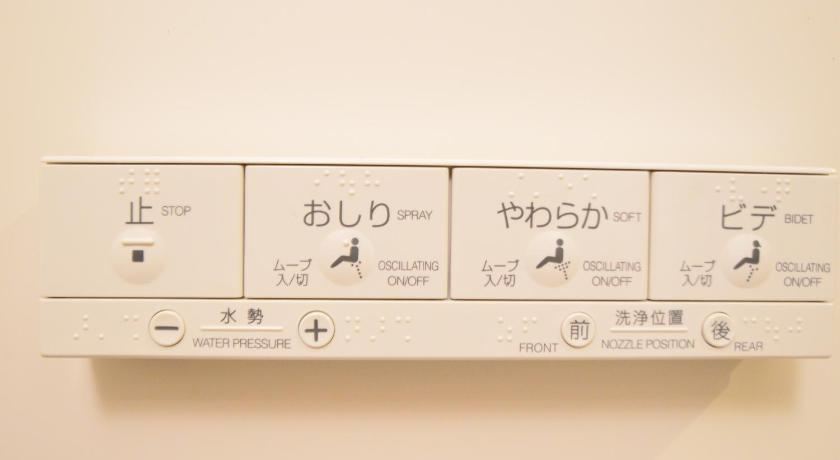 止 STOP
おしり SPRAY
ムーブ
入/切
OSCILLATING
ON/OFF
やわらか SOFT
ムーブ
入/切
OSCILLATING
ON/OFF
ビデ BIDET
ムーブ
入/切
OSCILLATING
ON/OFF
− 水勢 +
WATER PRESSURE
前 洗浄位置 後
FRONT NOZZLE POSITION REAR